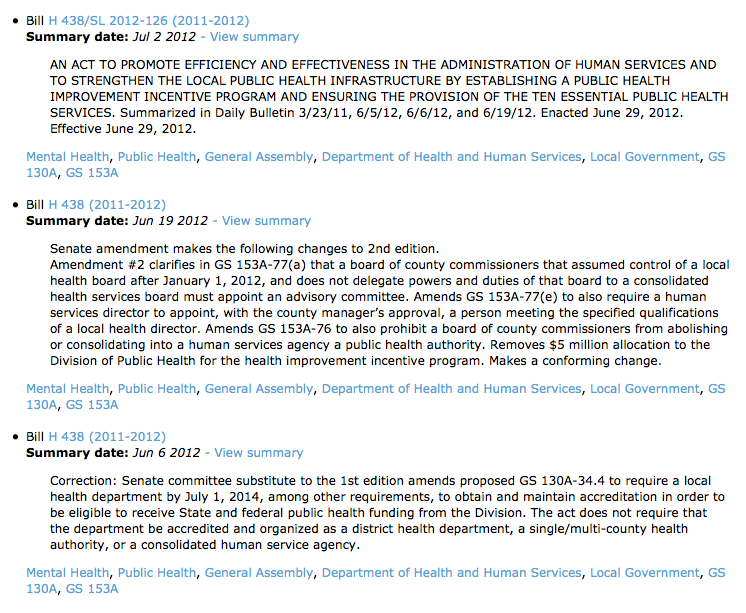 • Bill H 438/SL 2012-126 (2011-2012)
Summary date: Jul 2 2012 - View summary
AN ACT TO PROMOTE EFFICIENCY AND EFFECTIVENESS IN THE ADMINISTRATION OF HUMAN SERVICES AND
TO STRENGTHEN THE LOCAL PUBLIC HEALTH INFRASTRUCTURE BY ESTABLISHING A PUBLIC HEALTH
IMPROVEMENT INCENTIVE PROGRAM AND ENSURING THE PROVISION OF THE TEN ESSENTIAL PUBLIC HEALTH
SERVICES. Summarized in Daily Bulletin 3/23/11, 6/5/12, 6/6/12, and 6/19/12. Enacted June 29, 2012.
Effective June 29, 2012.
Mental Health, Public Health, General Assembly, Department of Health and Human Services, Local Government, GS
130A, GS 153A
• Bill H 438 (2011-2012)
Summary date: Jun 19 2012 - View summary
Senate amendment makes the following changes to 2nd edition.
Amendment #2 clarifies in GS 153A-77(a) that a board of county commissioners that assumed control of a local
health board after January 1, 2012, and does not delegate powers and duties of that board to a consolidated
health services board must appoint an advisory committee. Amends GS 153A-77(e) to also require a human
services director to appoint, with the county manager's approval, a person meeting the specified qualifications
of a local health director. Amends GS 153A-76 to also prohibit a board of county commissioners from abolishing
or consolidating into a human services agency a public health authority. Removes $5 million allocation to the
Division of Public Health for the health improvement incentive program. Makes a conforming change.
Mental Health, Public Health, General Assembly, Department of Health and Human Services, Local Government, GS
130A, GS 153A
• Bill H 438 (2011-2012)
Summary date: Jun 6 2012 - View summary
Correction: Senate committee substitute to the 1st edition amends proposed GS 130A-34.4 to require a local
health department by July 1, 2014, among other requirements, to obtain and maintain accreditation in order to
be eligible to receive State and federal public health funding from the Division. The act does not require that
the department be accredited and organized as a district health department, a single/multi-county health
authority, or a consolidated human service agency.
Mental Health, Public Health, General Assembly, Department of Health and Human Services, Local Government, GS
130A, GS 153A